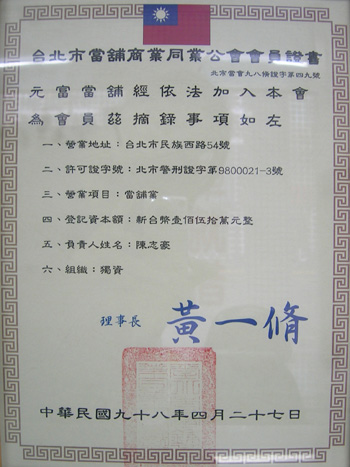 台北市當舖商業同業公會會員證書
北市當會九八脩證字第四九號
元富當舖經依法加入本會
為會員茲摘錄事項如左
一、營業地址：台北市民族西路54號
二、許可證字號：北市警刑證字第9800021-3號
三、營業項目：當舖業
四、登記資本額：新台幣壹佰伍拾萬元整
五、負責人姓名：陳志豪
六、組織：獨資
理事長 黃一脩
中華民國九十八年四月二十七日